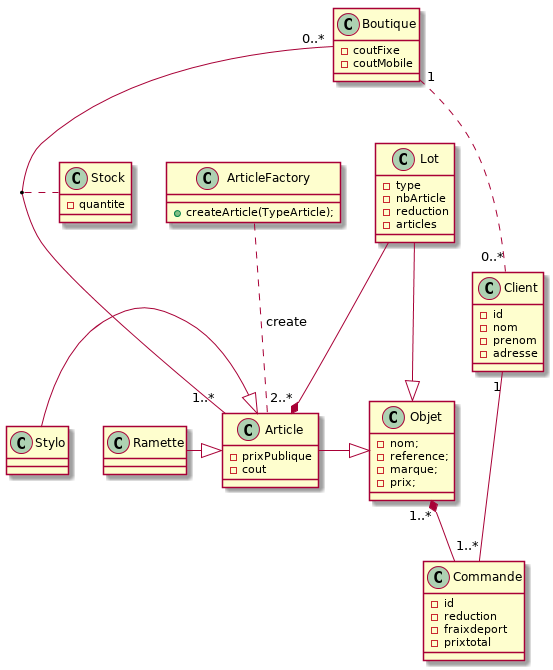 0..*
C Boutique
coutFixe
coutMobile
1
C Stock
quantite
C ArticleFactory
createArticle(TypeArticle);
C Lot
type
nbArticle
reduction
articles
0..*
C Client
id
nom
prenom
adresse
1
create
1..*
2..*
C Stylo
C Ramette
C Article
prixPublique
cout
C Objet
nom;
reference;
marque;
prix;
1..*
1..*
C Commande
id
reduction
fraixdeport
prixtotal